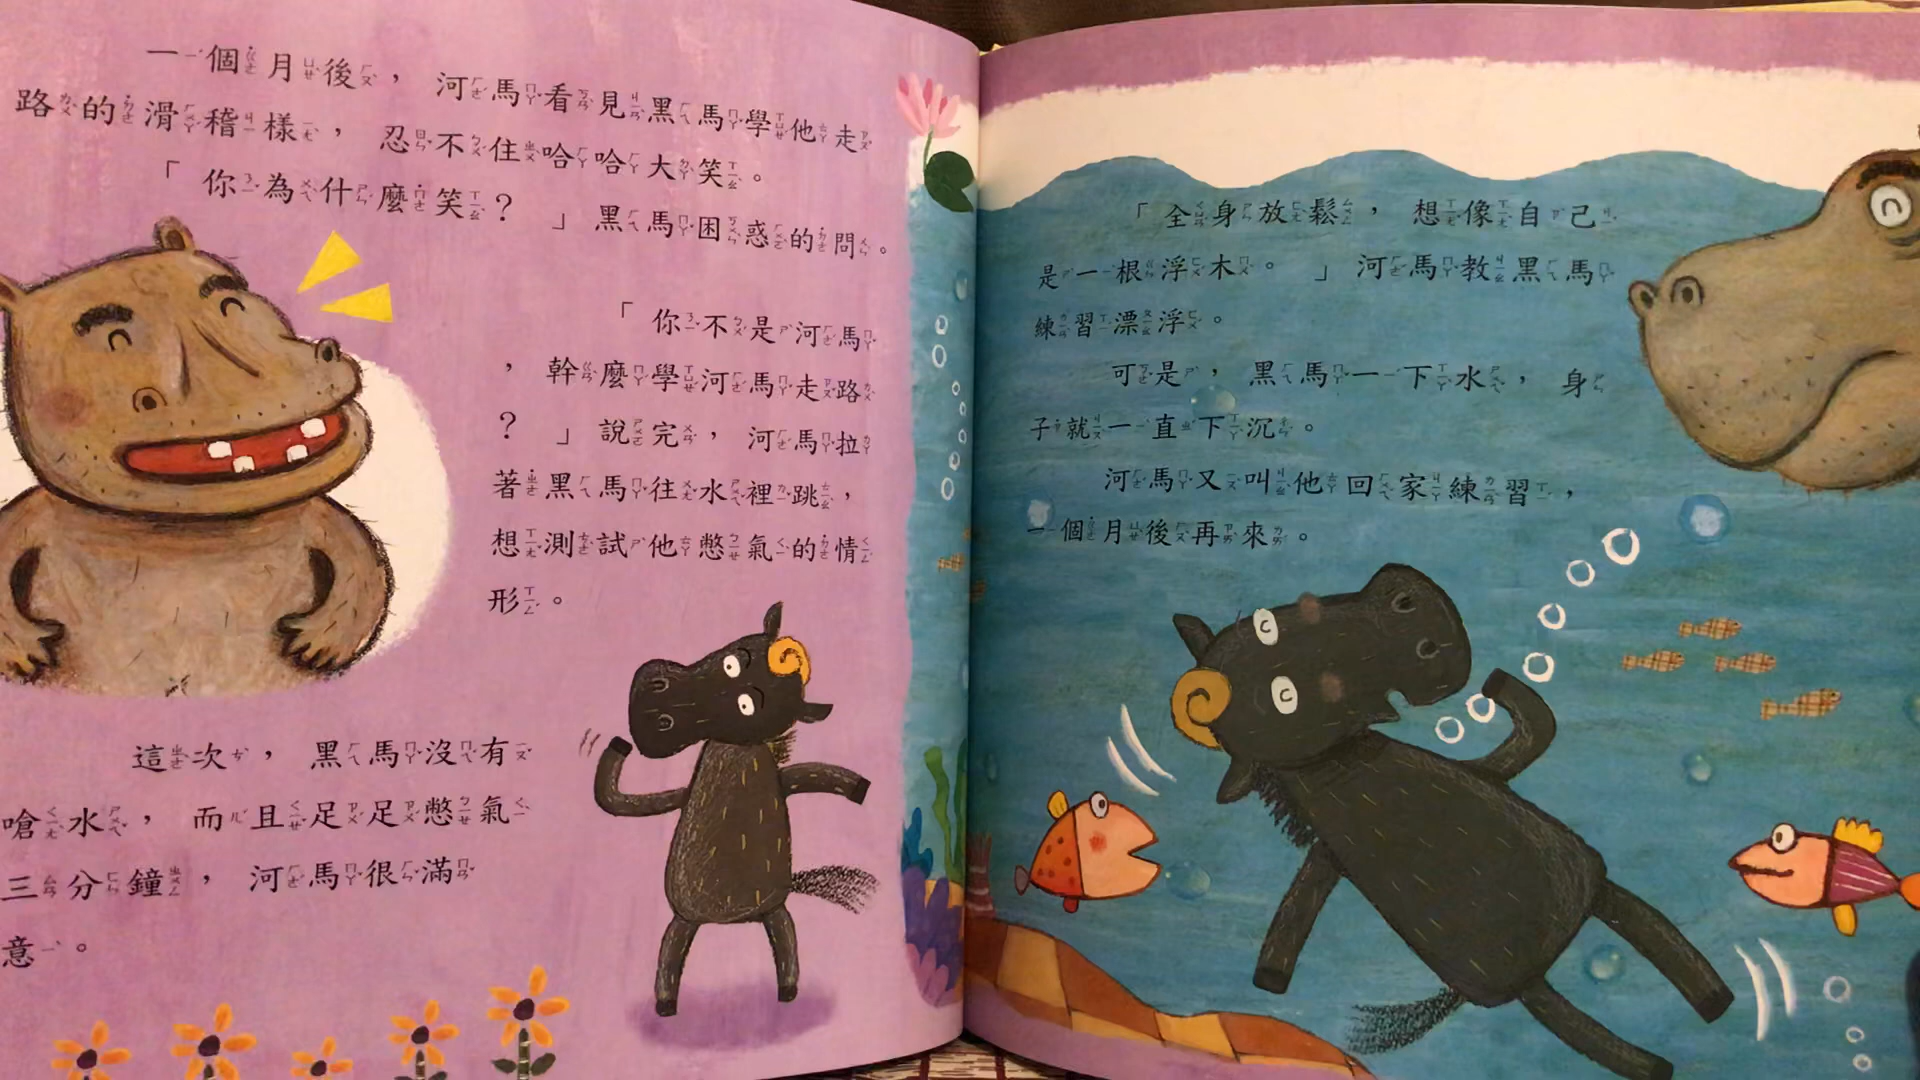 一個月後，河馬看見黑馬學他走
路的滑稽樣，忍不住哈哈大笑。
「你為什麼笑？」黑馬困惑的問。
「你不是河馬
，幹麼學河馬走路
？」說完，河馬拉
著黑馬往水裡跳，
想測試他憋氣的情
形。
這次，黑馬沒有
嗆水，而且足足憋氣
三分鐘，河馬很滿
意。
「全身放鬆，想像自己
是一根浮木。」河馬教黑馬
練習漂浮。
可是，黑馬一下水，身
子就一直下沉。
河馬又叫他回家練習，
一個月後再來。